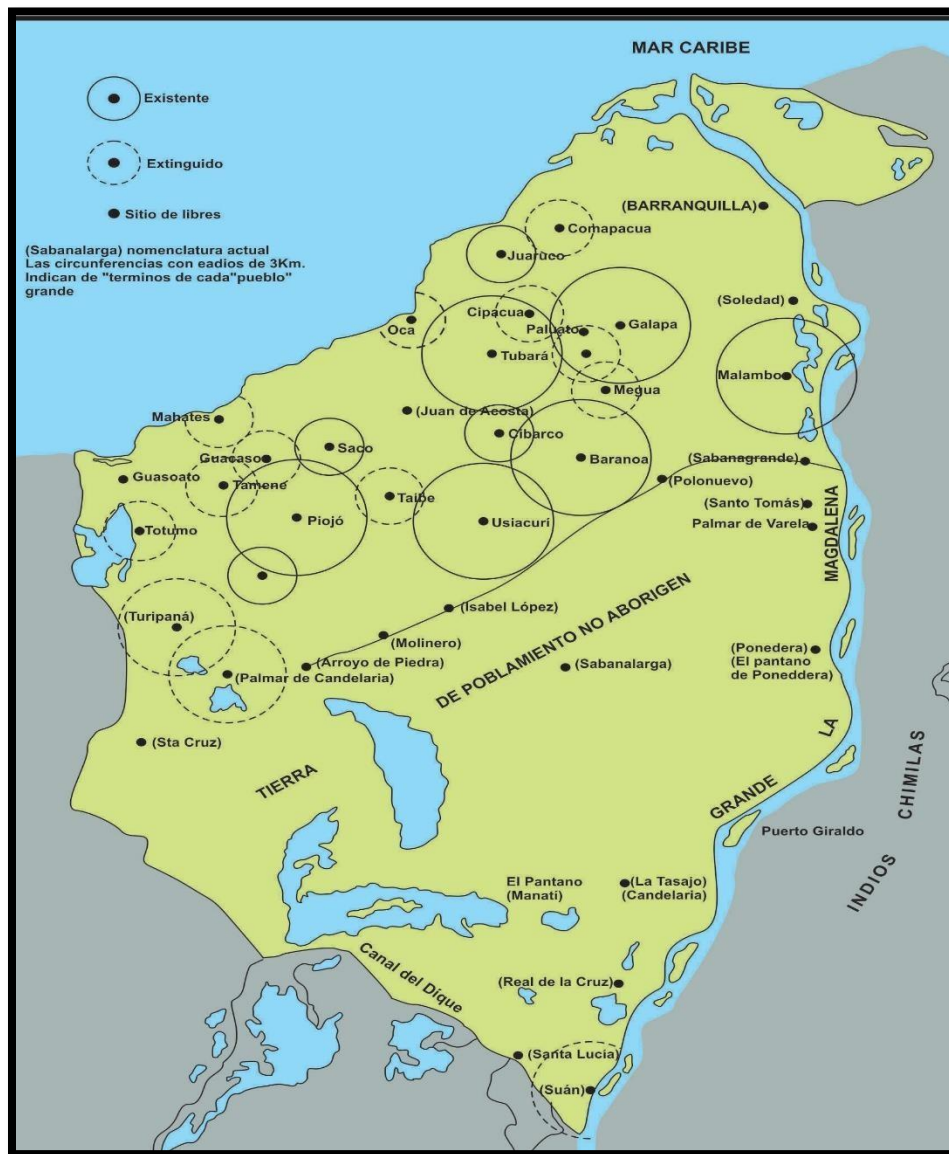 MAR CARIBE
Existente
Extinguido
Sitio de libres
(Sabanalarga) nomenclatura actual
Las circunferencias con eadios de 3Km.
Indican de "terminos de cada"pueblo"
grande
(BARRANQUILLA)
Comapacua
Juaruco
(Soledad)
Oca
Cipacua
Paluato
Galapa
Tubará
Malambo
Megua
Mahates
(Juan de Acosta)
Cibarco
Saco
Guacaso
Baranoa
(Sabanagrande)
Guasoato
Tamene
Taibe
(Polonuevo)
(Santo Tomás)
Piojó
Usiacurí
Palmar de Varela
Totumo
(Turipaná)
(Isabel López)
(Molinero)
(Arroyo de Piedra)
(Palmar de Candelaria)
(Sabanalarga)
(Ponedera)
(El pantano
de Poneddera)
(Sta Cruz)
TIERRA
DE POBLAMIENTO NO ABORIGEN
GRANDE
LA
MAGDALENA
INDIOS
CHIMILAS
Puerto Giraldo
El Pantano
(Manatí)
(La Tasajo)
(Candelaria)
Canal del Dique
(Real de la Cruz)
(Santa Lucía)
(Suán)